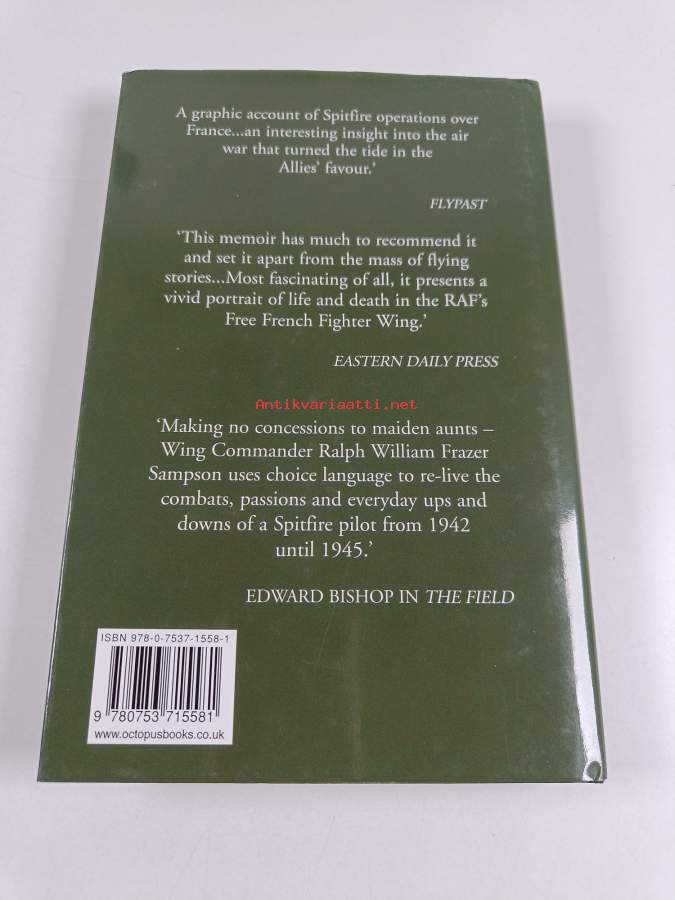 A graphic account of Spitfire operations over
France...an interesting insight into the air
war that turned the tide in the
Allies' favour.'
FLYPAST
'This memoir has much to recommend it
and set it apart from the mass of flying
stories...Most fascinating of all, it presents a
vivid portrait of life and death in the RAF's
Free French Fighter Wing.'
EASTERN DAILY PRESS
Antikvariaatti.net
'Making no concessions to maiden aunts –
Wing Commander Ralph William Frazer
Sampson uses choice language to re-live the
combats, passions and everyday ups and
downs of a Spitfire pilot from 1942
until 1945.'
EDWARD BISHOP IN THE FIELD
ISBN 978-0-7537-1558-1
9 780753 715581
www.octopusbooks.co.uk